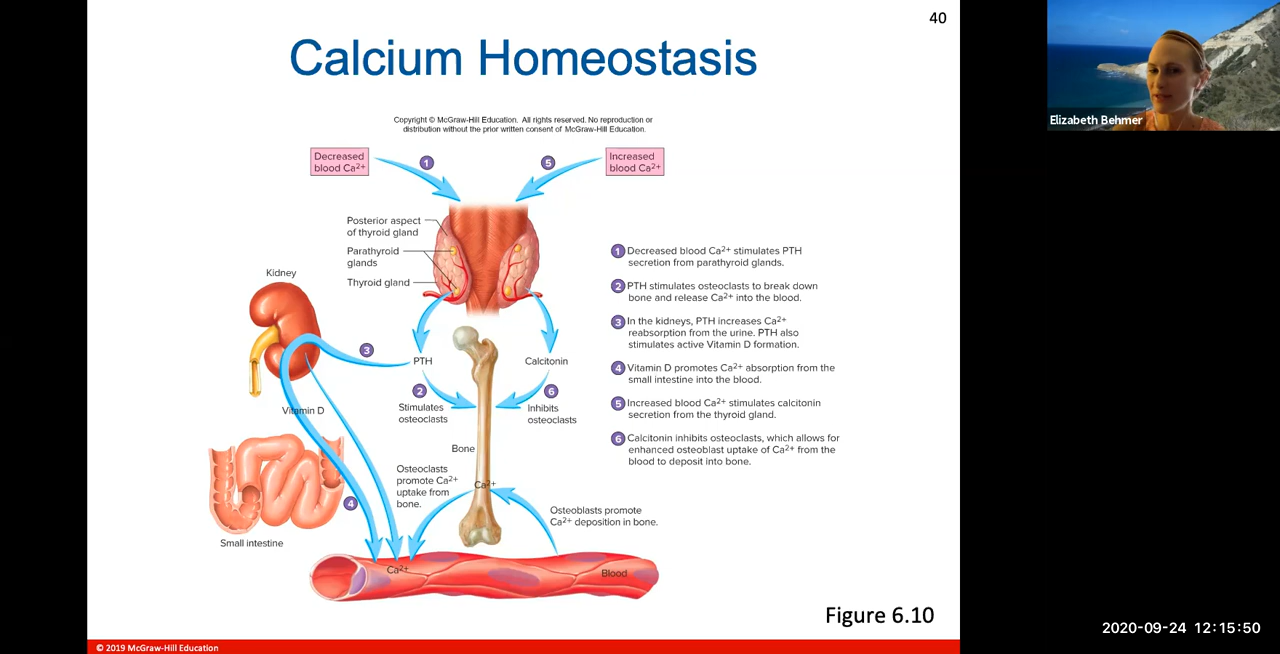 40
Calcium Homeostasis
Copyright © McGraw-Hill Education. All rights reserved. No reproduction or
distribution without the prior written consent of McGraw-Hill Education.
Decreased
blood Ca²⁺
1
5
Increased
blood Ca²⁺
Posterior aspect
of thyroid gland
Parathyroid
glands
Thyroid gland
Kidney
3
PTH
Calcitonin
2
Stimulates
osteoclasts
6
Inhibits
osteoclasts
Vitamin D
Bone
Osteoclasts
promote Ca²⁺
uptake from
bone.
Ca²⁺
4
Osteoblasts promote
Ca²⁺ deposition in bone.
Small intestine
Ca²⁺
Blood
1 Decreased blood Ca²⁺ stimulates PTH
secretion from parathyroid glands.
2 PTH stimulates osteoclasts to break down
bone and release Ca²⁺ into the blood.
3 In the kidneys, PTH increases Ca²⁺
reabsorption from the urine. PTH also
stimulates active Vitamin D formation.
4 Vitamin D promotes Ca²⁺ absorption from the
small intestine into the blood.
5 Increased blood Ca²⁺ stimulates calcitonin
secretion from the thyroid gland.
6 Calcitonin inhibits osteoclasts, which allows for
enhanced osteoblast uptake of Ca²⁺ from the
blood to deposit into bone.
Figure 6.10
© 2019 McGraw-Hill Education
Elizabeth Behmer
2020-09-24 12:15:50